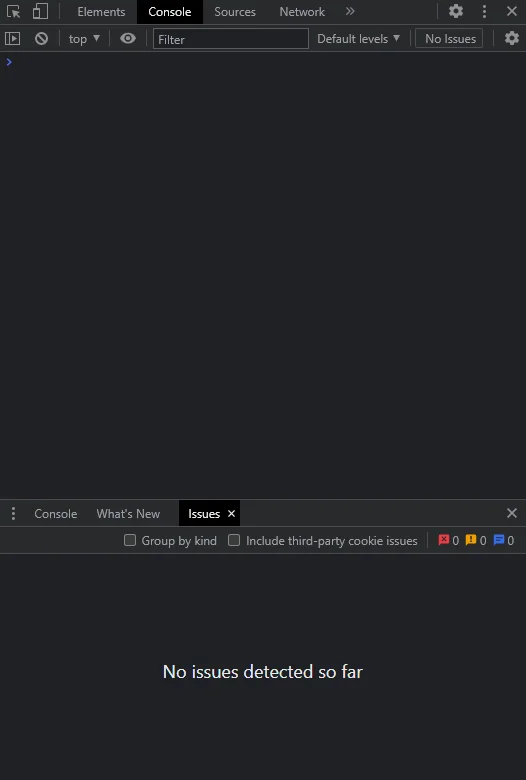 Elements Console Sources Network
top Filter Default levels No Issues
Console What's New Issues
Group by kind Include third-party cookie issues 0 0 0
No issues detected so far